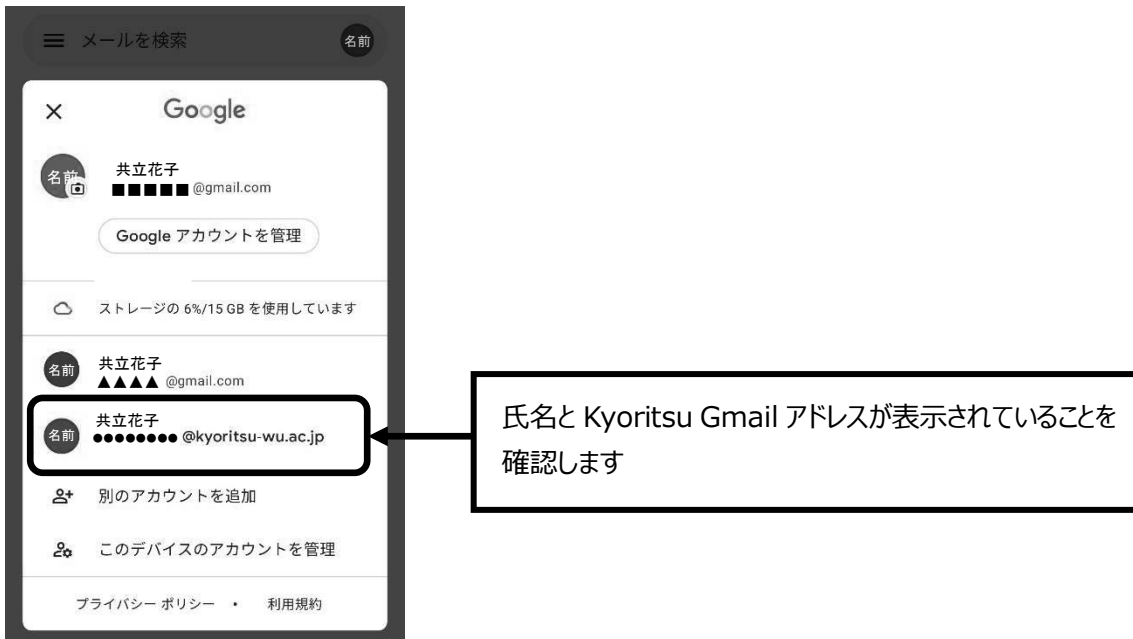 メールを検索
名前
Google
名前
共立花子
■■■■■ @gmail.com
Google アカウントを管理
ストレージの 6%/15 GB を使用しています
名前
共立花子
▲▲▲▲ @gmail.com
名前
共立花子
●●●●●●●● @kyoritsu-wu.ac.jp
別のアカウントを追加
このデバイスのアカウントを管理
プライバシー ポリシー ・ 利用規約
氏名と Kyoritsu Gmail アドレスが表示されていることを
確認します